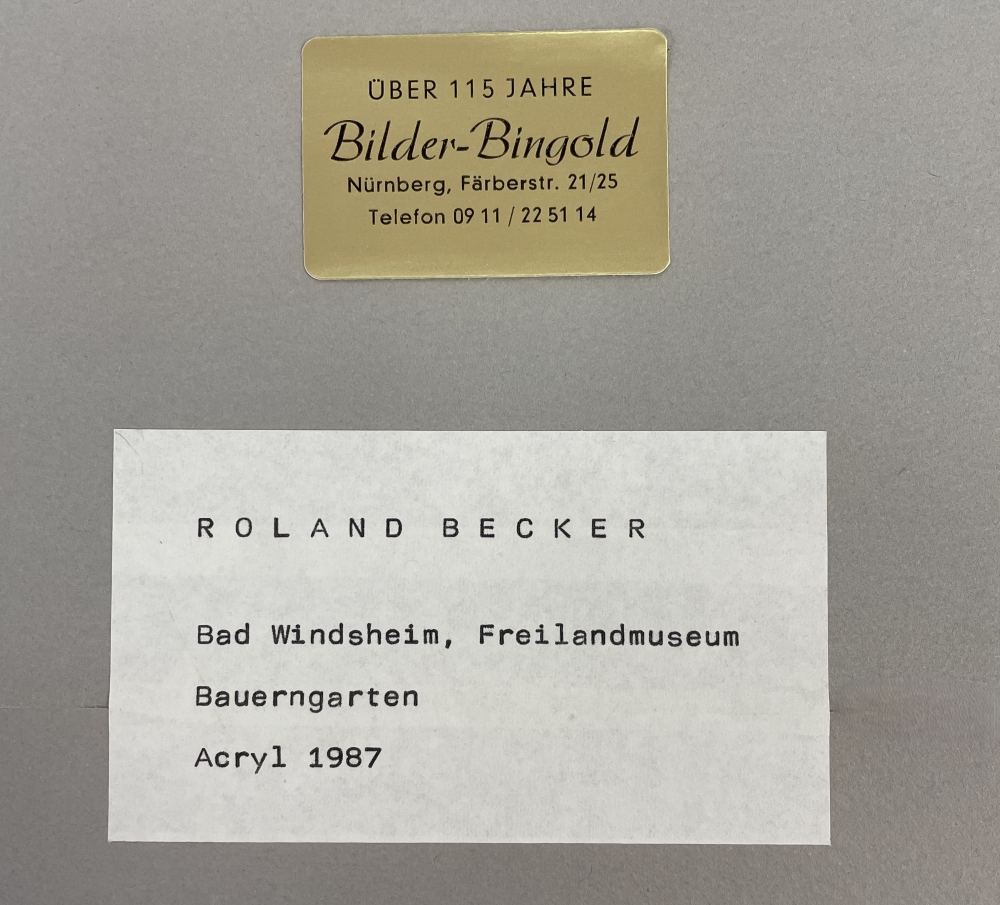 ÜBER 115 JAHRE
Bilder-Bingold
Nürnberg, Färberstr. 21/25
Telefon 09 11 / 22 51 14
ROLAND BECKER
Bad Windsheim, Freilandmuseum
Bauerngarten
Acryl 1987